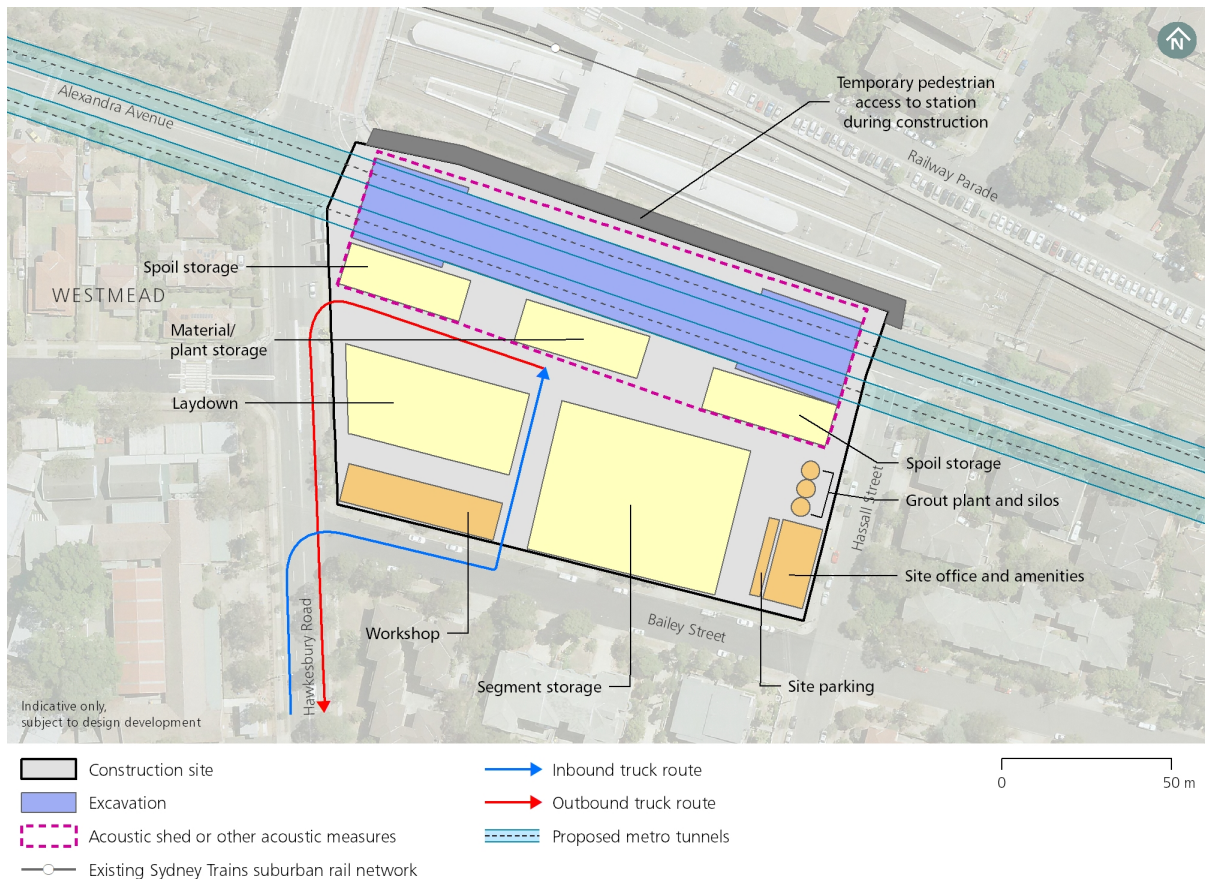 N
Temporary pedestrian
access to station
during construction
Alexandra Avenue
Railway Parade
Spoil storage
WESTMEAD
Material/
plant storage
Laydown
Spoil storage
Grout plant and silos
Hassall Street
Site office and amenities
Hawkesbury Road
Workshop
Bailey Street
Segment storage
Site parking
Indicative only,
subject to design development
Construction site
Inbound truck route
0 50 m
Excavation
Outbound truck route
Acoustic shed or other acoustic measures
Proposed metro tunnels
Existing Sydney Trains suburban rail network